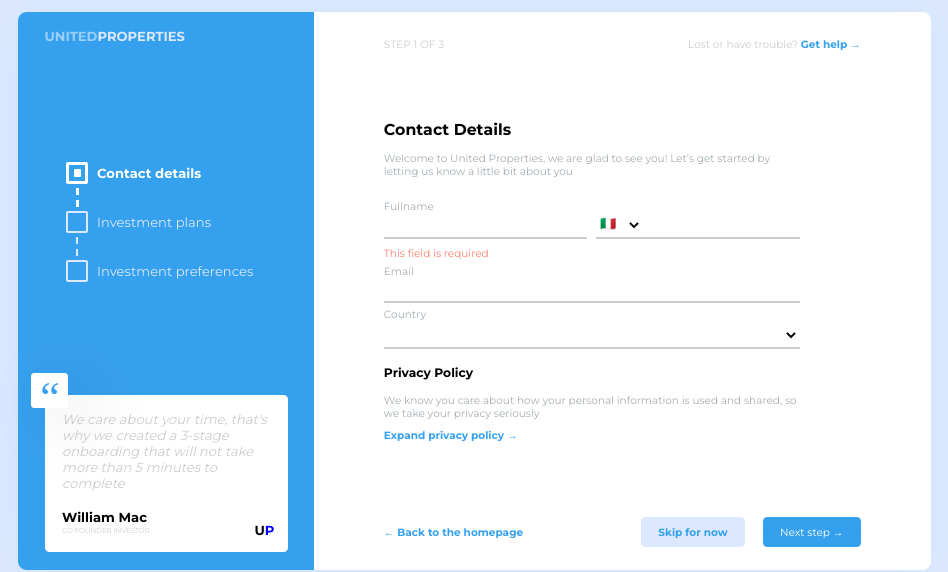 UNITEDPROPERTIES
Contact details
Investment plans
Investment preferences
“
We care about your time, that's
why we created a 3-stage
onboarding that will not take
more than 5 minutes to
complete
William Mac
CO FOUNDER INVESTOR
UP
STEP 1 OF 3
Lost or have trouble? Get help →
Contact Details
Welcome to United Properties, we are glad to see you! Let's get started by
letting us know a little bit about you
Fullname
This field is required
Email
Country
Privacy Policy
We know you care about how your personal information is used and shared, so
we take your privacy seriously
Expand privacy policy →
← Back to the homepage
Skip for now
Next step →